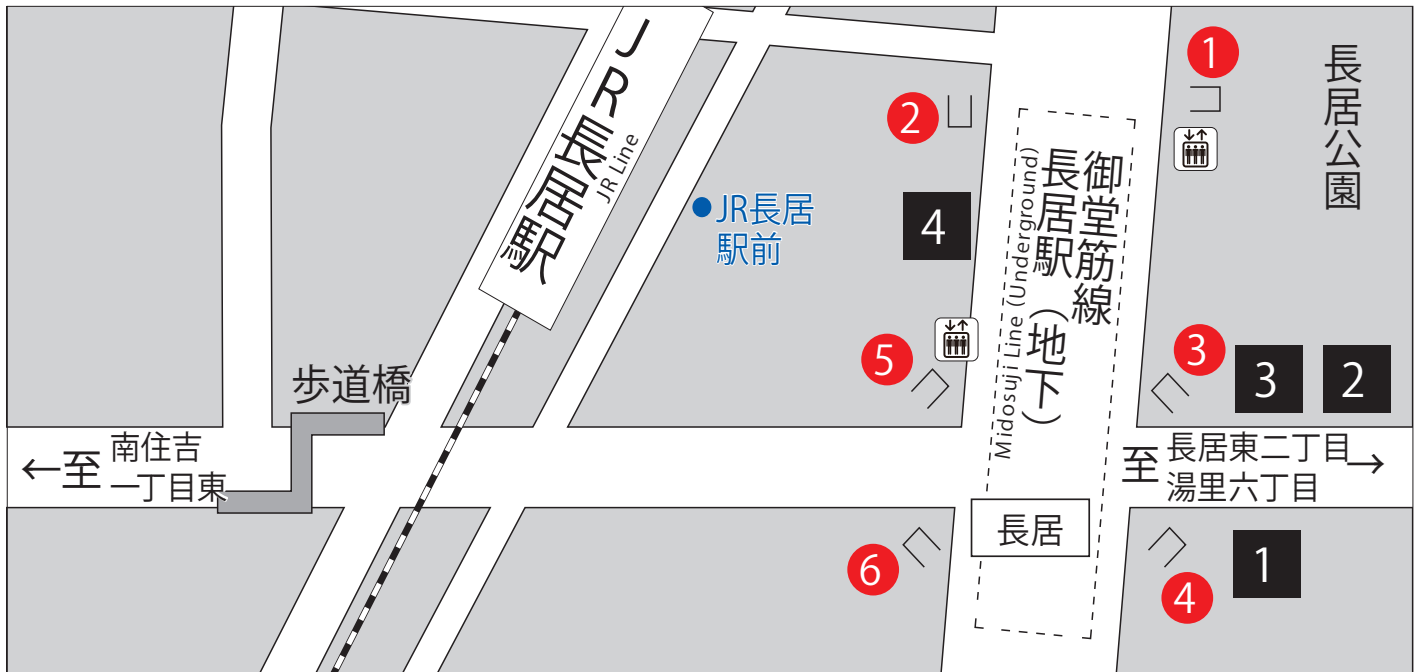 JR長居駅
JR Line
1
長居公園
2
JR長居
駅前
4
御堂筋線
長居駅（地下）
Midosuji Line (Underground)
5
3
3
2
歩道橋
←至 南住吉
一丁目東
至 長居東二丁目→
湯里六丁目
長居
6
4
1